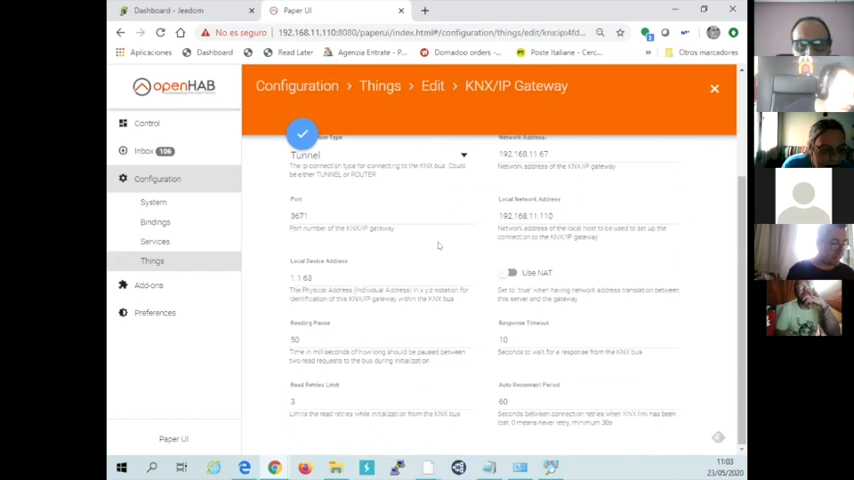 Dashboard - Jeedom
Paper UI
No es seguro
192.168.11.110:8080/paperui/index.html#/configuration/things/edit/knx:ip:4fd...
Aplicaciones
Dashboard
Read Later
Agenzia Entrate - P...
Domadoo orders -...
Poste Italiane - Cerc...
Otros marcadores
openHAB
Configuration > Things > Edit > KNX/IP Gateway
Control
Inbox 106
Configuration
System
Bindings
Services
Things
Add-ons
Preferences
Paper UI
Type
Tunnel
The ip connection type for connecting to the KNX bus. Could
be either TUNNEL or ROUTER
Network Address
192.168.11.67
Network address of the KNX/IP gateway
Port
3671
Port number of the KNX/IP gateway
Local Network Address
192.168.11.110
Network address of the local host to be used to set up the
connection to the KNX/IP gateway
Local Device Address
1.1.63
The Physical Address (Individual Address) in x.y.z notation for
identification of this KNX/IP gateway within the KNX bus
Use NAT
Set to "true" when having network address translation between
this server and the gateway
Reading Pause
50
Time in milliseconds of how long should be paused between
two read requests to the bus during initialization
Response Timeout
10
Seconds to wait for a response from the KNX bus
Read Retries Limit
3
Limits the read retries while initialization from the KNX bus
Auto Reconnect Period
60
Seconds between connection retries when KNX link has been
lost, 0 means never retry, minimum 30s
11:03
23/05/2020